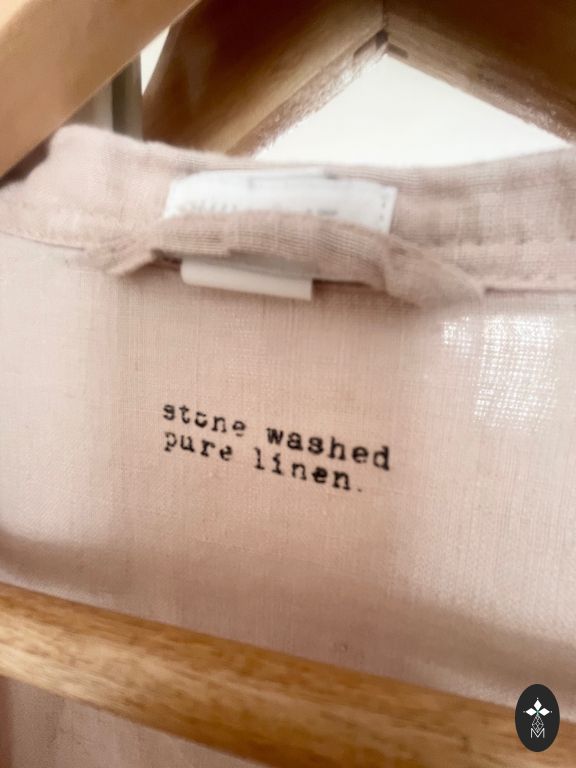 stone washed
pure linen.